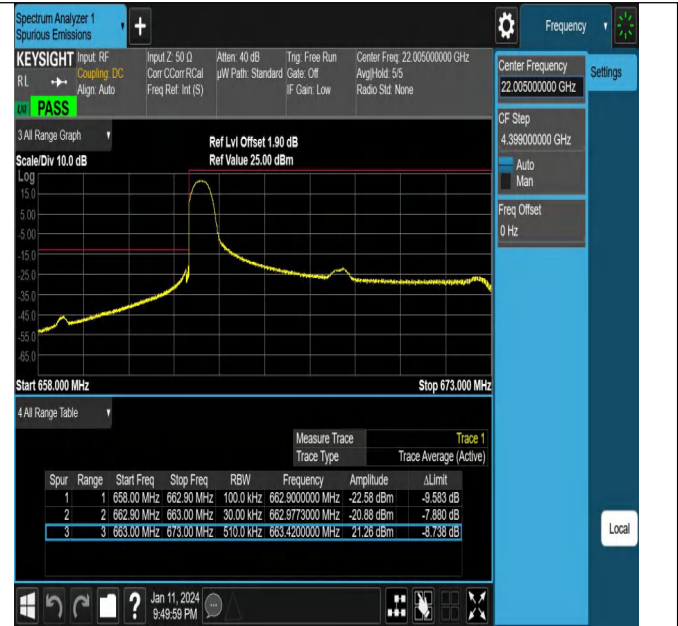 Spectrum Analyzer 1
Spurious Emissions
Frequency
KEYSIGHT
Input: RF
Coupling: DC
Align: Auto
Input Z: 50 Ω
Corr CCorr RCal
Freq Ref: Int (S)
Atten: 40 dB
µW Path: Standard
Trig: Free Run
Gate: Off
IF Gain: Low
Center Freq: 22.005000000 GHz
Avg|Hold: 5/5
Radio Std: None
RL
LXI
PASS
Center Frequency
22.005000000 GHz
Settings
CF Step
4.399000000 GHz
Auto
Man
Freq Offset
0 Hz
3 All Range Graph
Ref Lvl Offset 1.90 dB
Scale/Div 10.0 dB
Ref Value 25.00 dBm
Log
15.0
5.00
-5.00
-15.0
-25.0
-35.0
-45.0
-55.0
-65.0
Start 658.000 MHz
Stop 673.000 MHz
4 All Range Table
Measure Trace Trace 1
Trace Type Trace Average (Active)
Spur Range Start Freq Stop Freq RBW Frequency Amplitude ΔLimit
1 1 658.00 MHz 662.90 MHz 100.0 kHz 662.9000000 MHz -22.58 dBm -9.583 dB
2 2 662.90 MHz 663.00 MHz 30.00 kHz 662.9773000 MHz -20.88 dBm -7.880 dB
3 3 663.00 MHz 673.00 MHz 510.0 kHz 663.4200000 MHz 21.26 dBm -8.738 dB
Local
?
Jan 11, 2024
9:49:59 PM